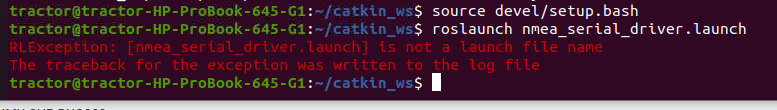 tractor@tractor-HP-ProBook-645-G1:~/catkin_ws$ source devel/setup.bash
tractor@tractor-HP-ProBook-645-G1:~/catkin_ws$ roslaunch nmea_serial_driver.launch
RLException: [nmea_serial_driver.launch] is not a launch file name
The traceback for the exception was written to the log file
tractor@tractor-HP-ProBook-645-G1:~/catkin_ws$